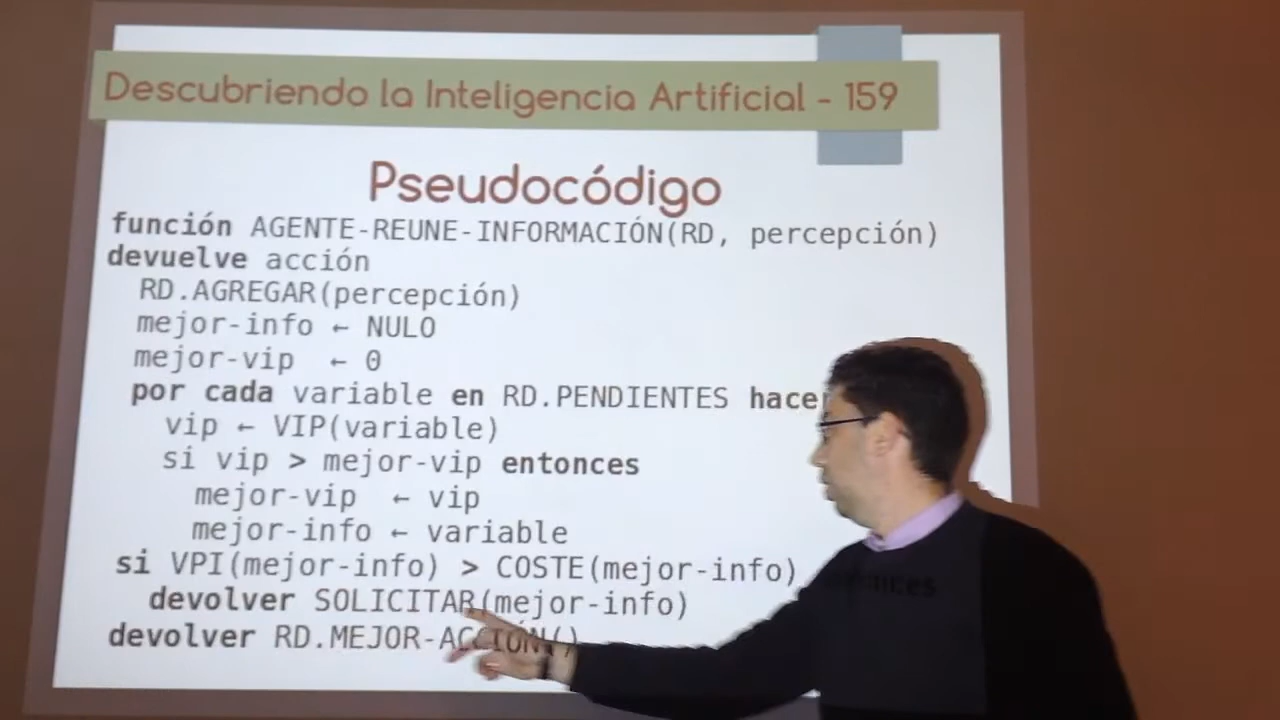 Descubriendo la Inteligencia Artificial - 159
Pseudocódigo
función AGENTE-REUNE-INFORMACIÓN(RD, percepción)
devuelve acción
RD.AGREGAR(percepción)
mejor-info ← NULO
mejor-vip ← 0
por cada variable en RD.PENDIENTES hace
vip ← VIP(variable)
si vip > mejor-vip entonces
mejor-vip ← vip
mejor-info ← variable
si VPI(mejor-info) > COSTE(mejor-info)
devolver SOLICITAR(mejor-info)
devolver RD.MEJOR-ACCIÓN()